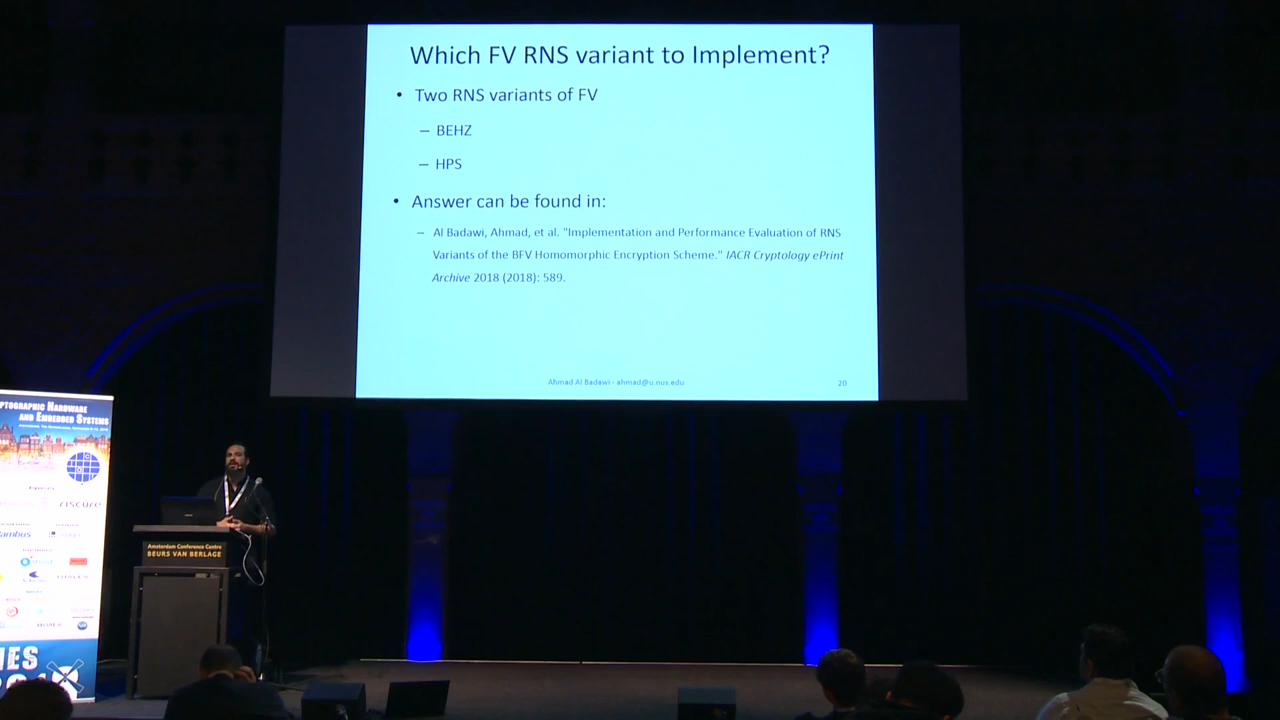 Which FV RNS variant to Implement?
• Two RNS variants of FV
– BEHZ
– HPS
• Answer can be found in:
– Al Badawi, Ahmad, et al. "Implementation and Performance Evaluation of RNS
Variants of the BFV Homomorphic Encryption Scheme." IACR Cryptology ePrint
Archive 2018 (2018): 589.
Ahmad Al Badawi - ahmad@u.nus.edu
20
PTOGRAPHIC HARDWARE
AND EMBEDDED SYSTEMS
riscure
Amsterdam Conference Centre
BEURS VAN BERLAGE